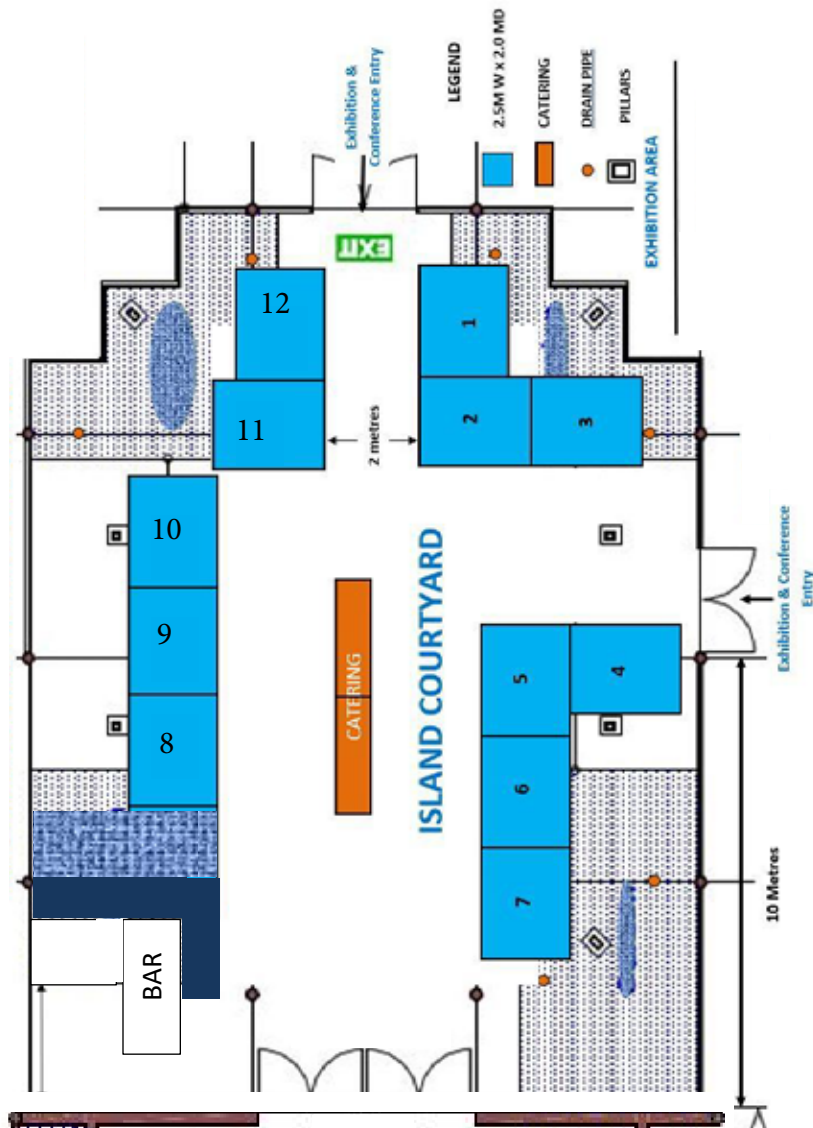 Exhibition &
Conference Entry
LEGEND
2.5M W x 2.0 MD
CATERING
DRAIN PIPE
PILLARS
EXHIBITION AREA
EXIT
12
1
11
2 metres
2
3
10
9
8
CATERING
ISLAND COURTYARD
5
4
6
7
Exhibition & Conference
Entry
10 Metres
BAR